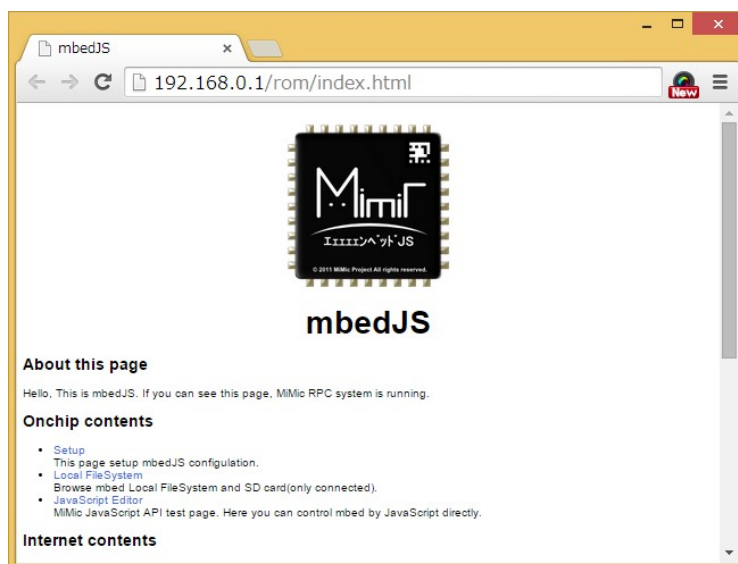 mbedJS
192.168.0.1/rom/index.html
New
MimiC
エェェェェンベッドJS
© 2011 MiMic Project All rights reserved.
mbedJS
About this page
Hello, This is mbedJS. If you can see this page, MiMic RPC system is running.
Onchip contents
Setup
This page setup mbedJS configulation.
Local FileSystem
Browse mbed Local FileSystem and SD card(only connected).
JavaScript Editor
MiMic JavaScript API test page. Here you can control mbed by JavaScript directly.
Internet contents